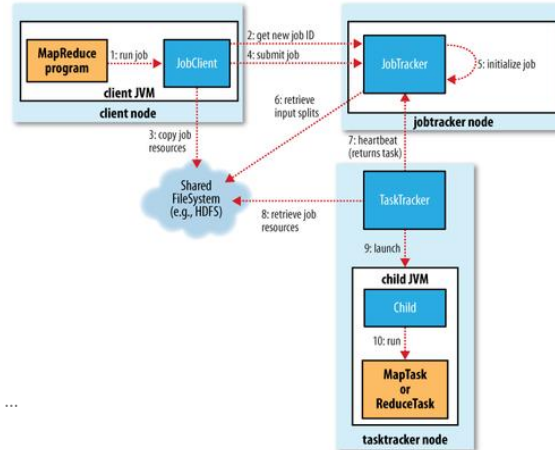 2: get new job ID
MapReduce
program
1: run job
JobClient
4: submit job
JobTracker
5: initialize job
client JVM
client node
jobtracker node
3: copy job
resources
6: retrieve
input splits
7: heartbeat
(returns task)
Shared
FileSystem
(e.g., HDFS)
8: retrieve job
resources
TaskTracker
9: launch
child JVM
Child
10: run
MapTask
or
ReduceTask
tasktracker node
...